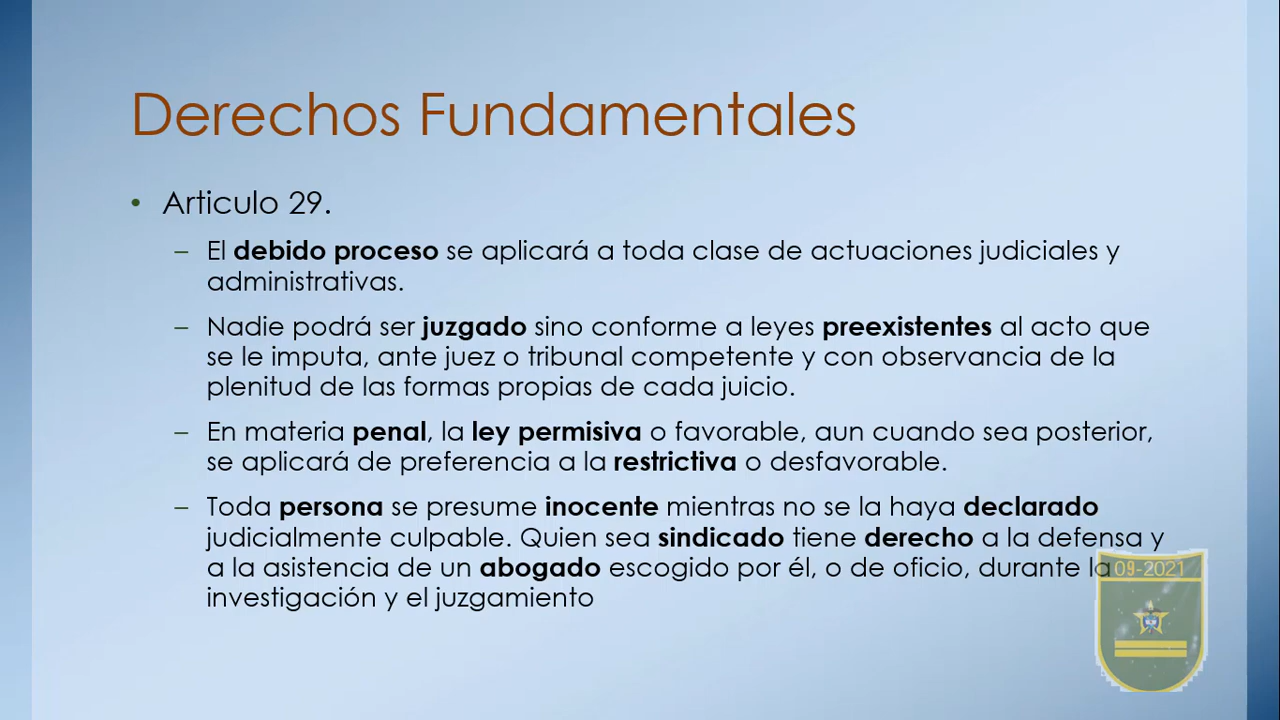 Derechos Fundamentales
• Articulo 29.
– El debido proceso se aplicará a toda clase de actuaciones judiciales y
administrativas.
– Nadie podrá ser juzgado sino conforme a leyes preexistentes al acto que
se le imputa, ante juez o tribunal competente y con observancia de la
plenitud de las formas propias de cada juicio.
– En materia penal, la ley permisiva o favorable, aun cuando sea posterior,
se aplicará de preferencia a la restrictiva o desfavorable.
– Toda persona se presume inocente mientras no se la haya declarado
judicialmente culpable. Quien sea sindicado tiene derecho a la defensa y
a la asistencia de un abogado escogido por él, o de oficio, durante la
investigación y el juzgamiento
09-2021